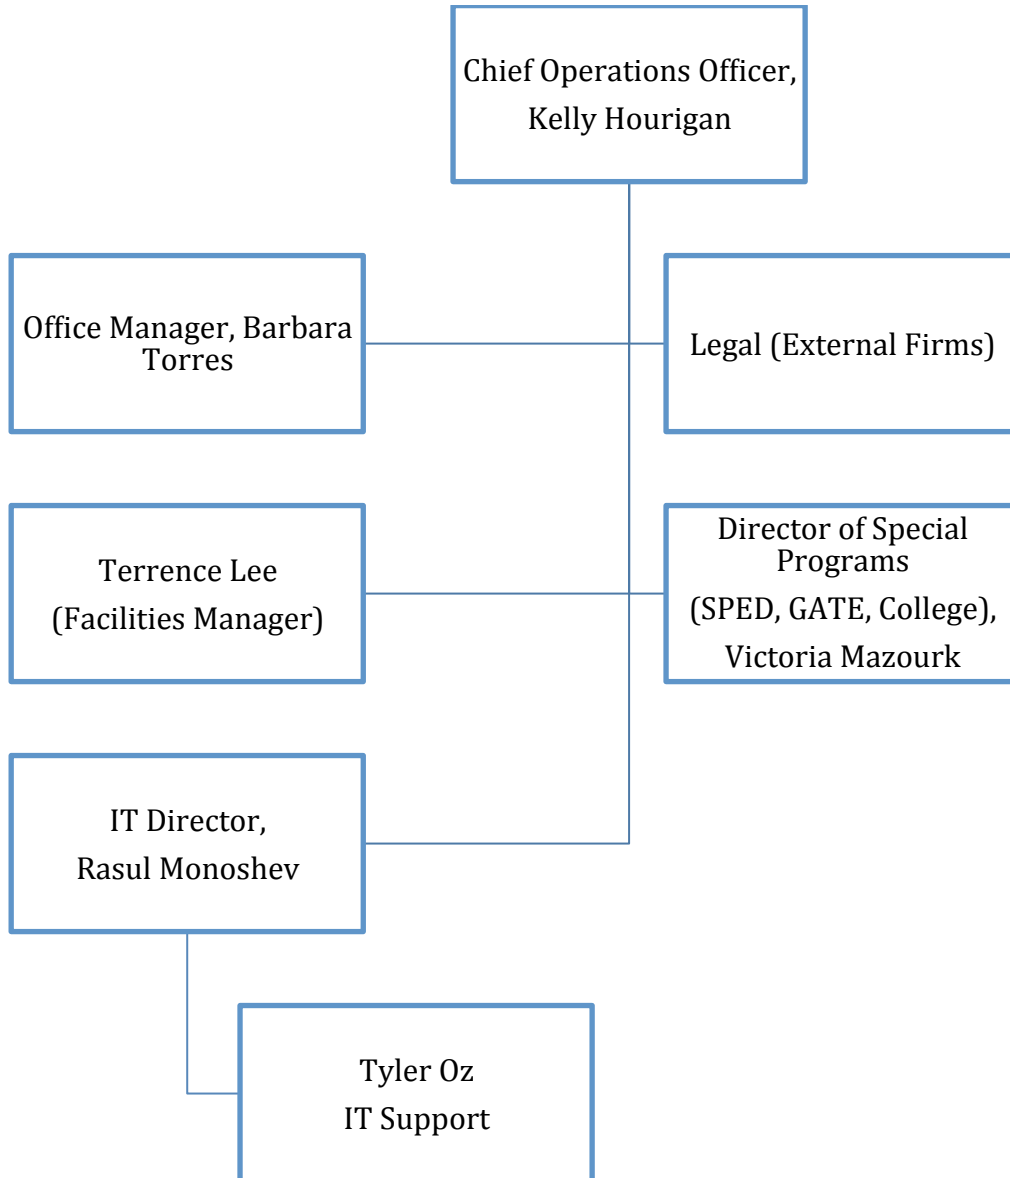 Chief Operations Officer,
Kelly Hourigan
Office Manager, Barbara
Torres
Legal (External Firms)
Terrence Lee
(Facilities Manager)
Director of Special
Programs
(SPED, GATE, College),
Victoria Mazourk
IT Director,
Rasul Monoshev
Tyler Oz
IT Support